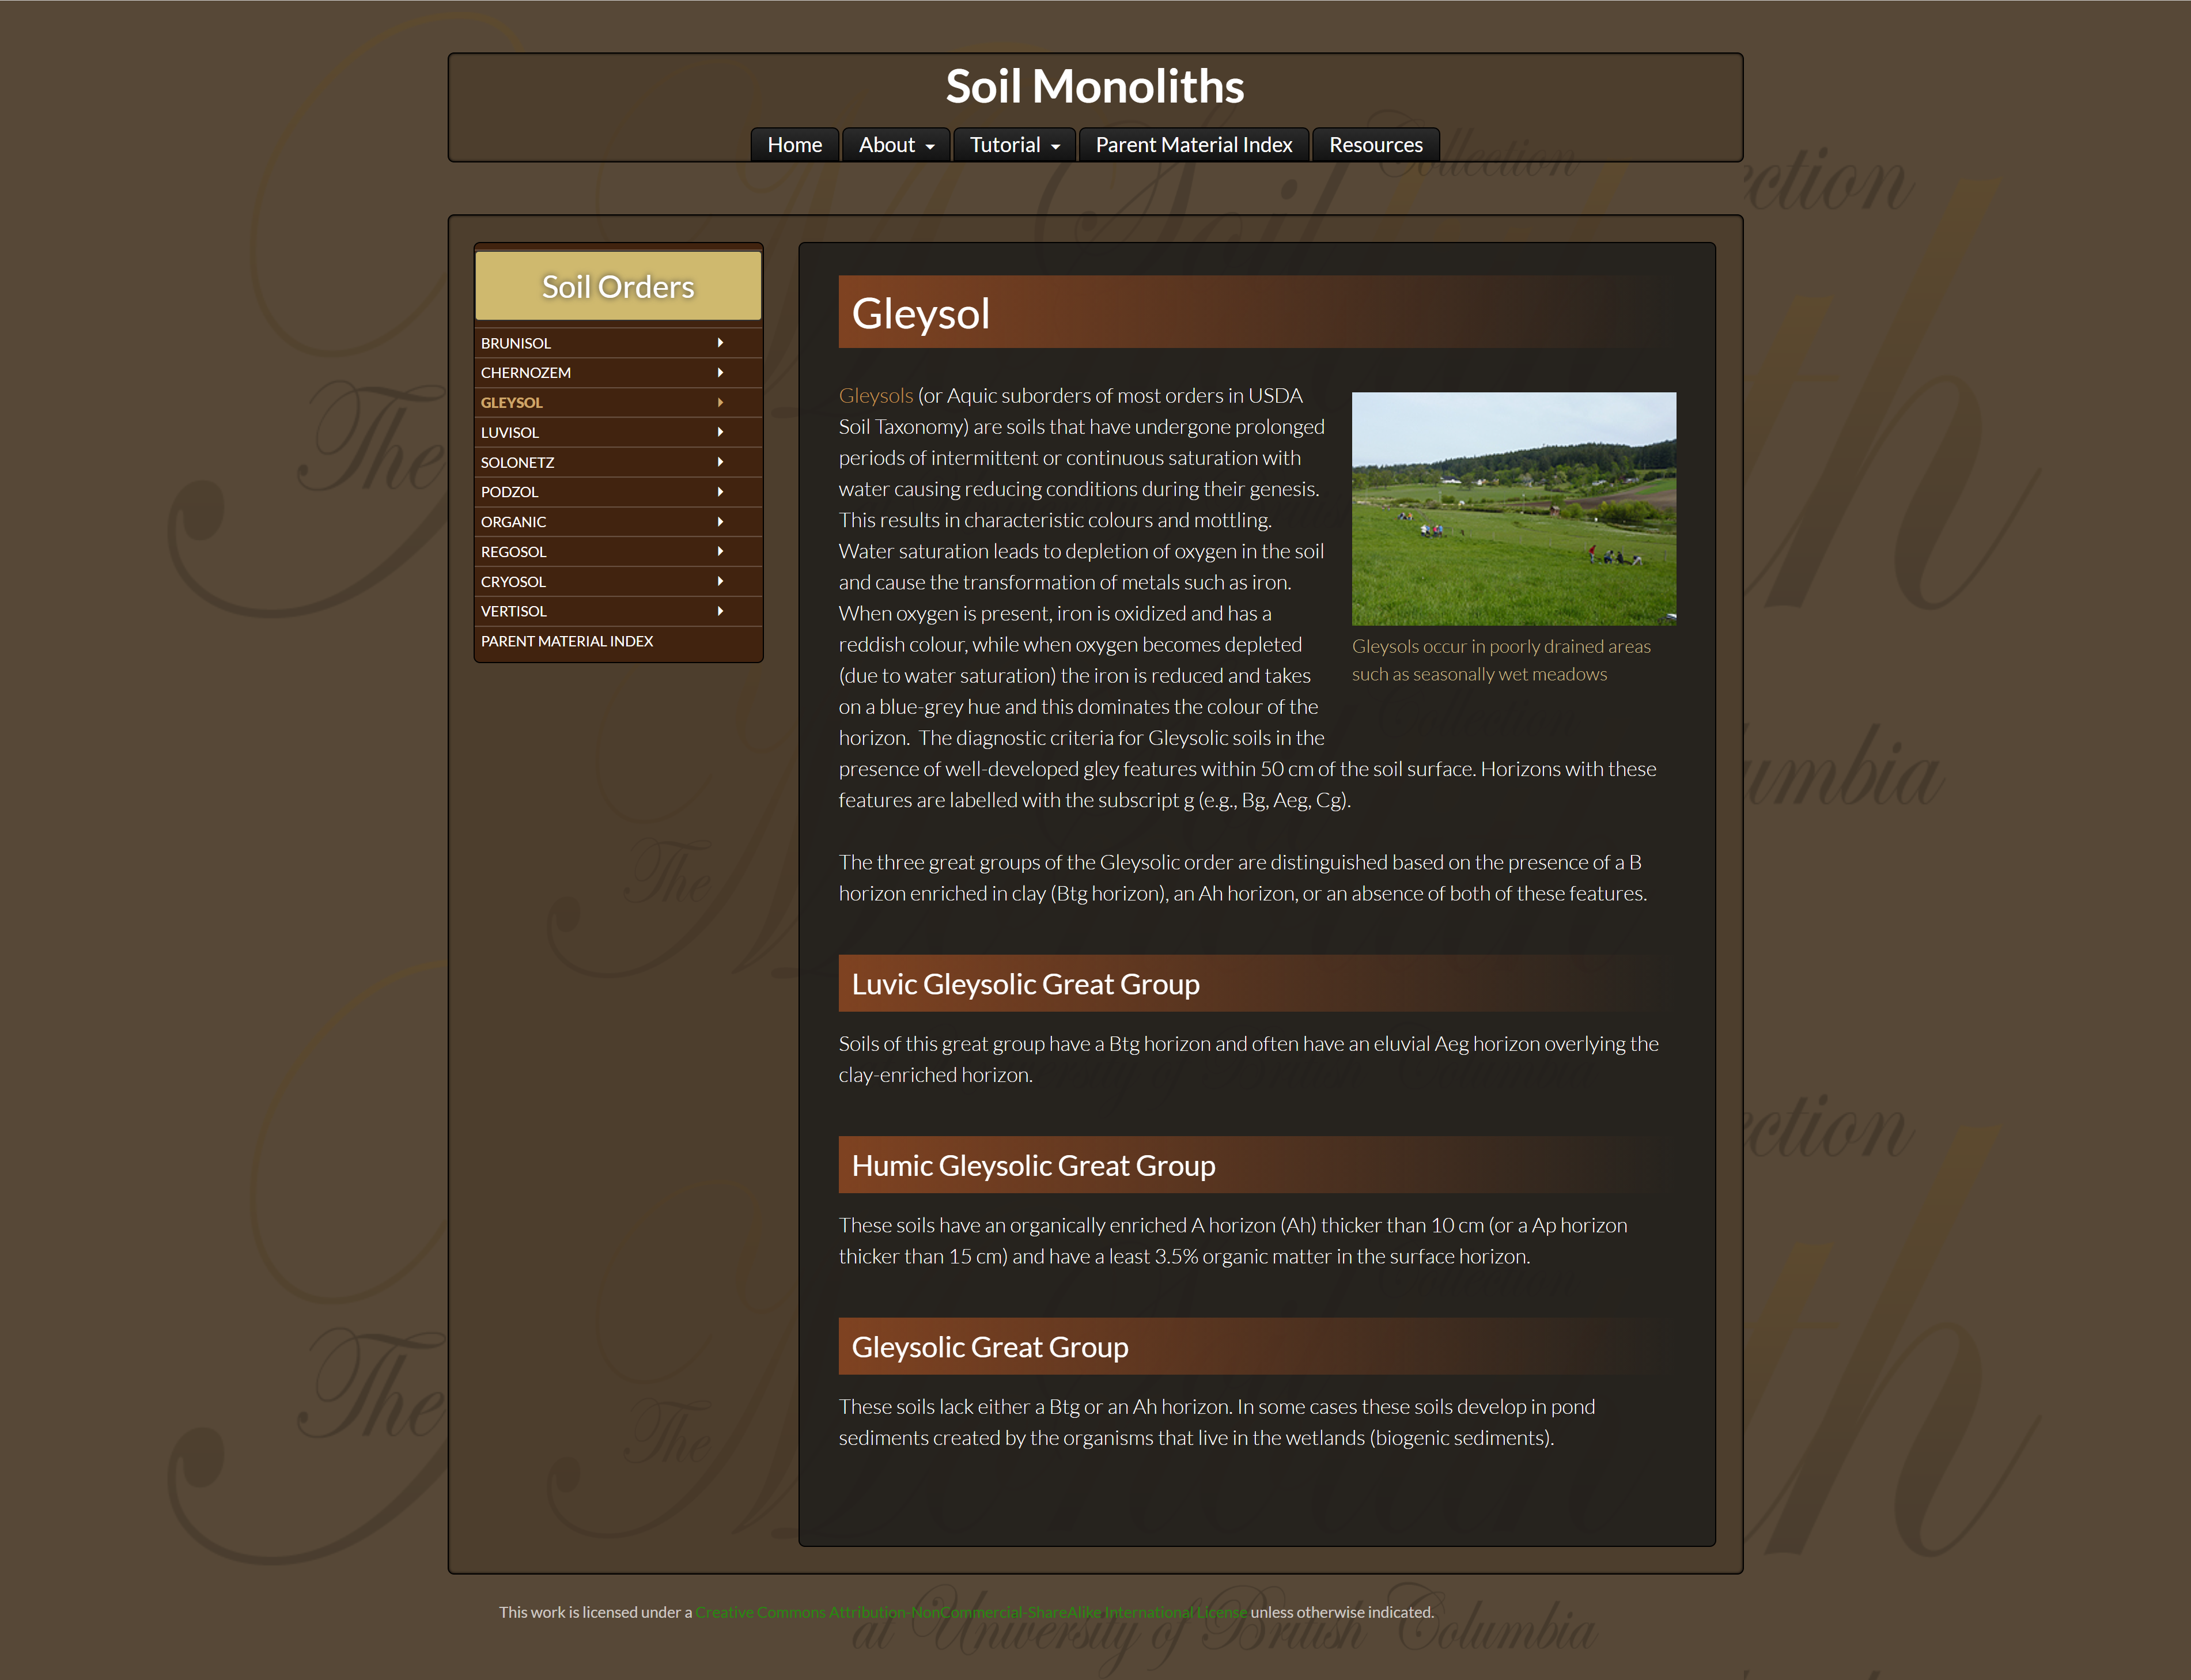 Soil Monoliths
Home
About
Tutorial
Parent Material Index
Resources
Soil Orders
BRUNISOL
CHERNOZEM
GLEYSOL
LUVISOL
SOLONETZ
PODZOL
ORGANIC
REGOSOL
CRYOSOL
VERTISOL
PARENT MATERIAL INDEX
Gleysol
Gleysols (or Aquic suborders of most orders in USDA
Soil Taxonomy) are soils that have undergone prolonged
periods of intermittent or continuous saturation with
water causing reducing conditions during their genesis.
This results in characteristic colours and mottling.
Water saturation leads to depletion of oxygen in the soil
and cause the transformation of metals such as iron.
When oxygen is present, iron is oxidized and has a
reddish colour, while when oxygen becomes depleted
(due to water saturation) the iron is reduced and takes
on a blue-grey hue and this dominates the colour of the
horizon.  The diagnostic criteria for Gleysolic soils in the
presence of well-developed gley features within 50 cm of the soil surface. Horizons with these
features are labelled with the subscript g (e.g., Bg, Aeg, Cg).
Gleysols occur in poorly drained areas
such as seasonally wet meadows
The three great groups of the Gleysolic order are distinguished based on the presence of a B
horizon enriched in clay (Btg horizon), an Ah horizon, or an absence of both of these features.
Luvic Gleysolic Great Group
Soils of this great group have a Btg horizon and often have an eluvial Aeg horizon overlying the
clay-enriched horizon.
Humic Gleysolic Great Group
These soils have an organically enriched A horizon (Ah) thicker than 10 cm (or a Ap horizon
thicker than 15 cm) and have a least 3.5% organic matter in the surface horizon.
Gleysolic Great Group
These soils lack either a Btg or an Ah horizon. In some cases these soils develop in pond
sediments created by the organisms that live in the wetlands (biogenic sediments).
This work is licensed under a Creative Commons Attribution-NonCommercial-ShareAlike International License unless otherwise indicated.
The
Soil
Collection
at University of British Columbia